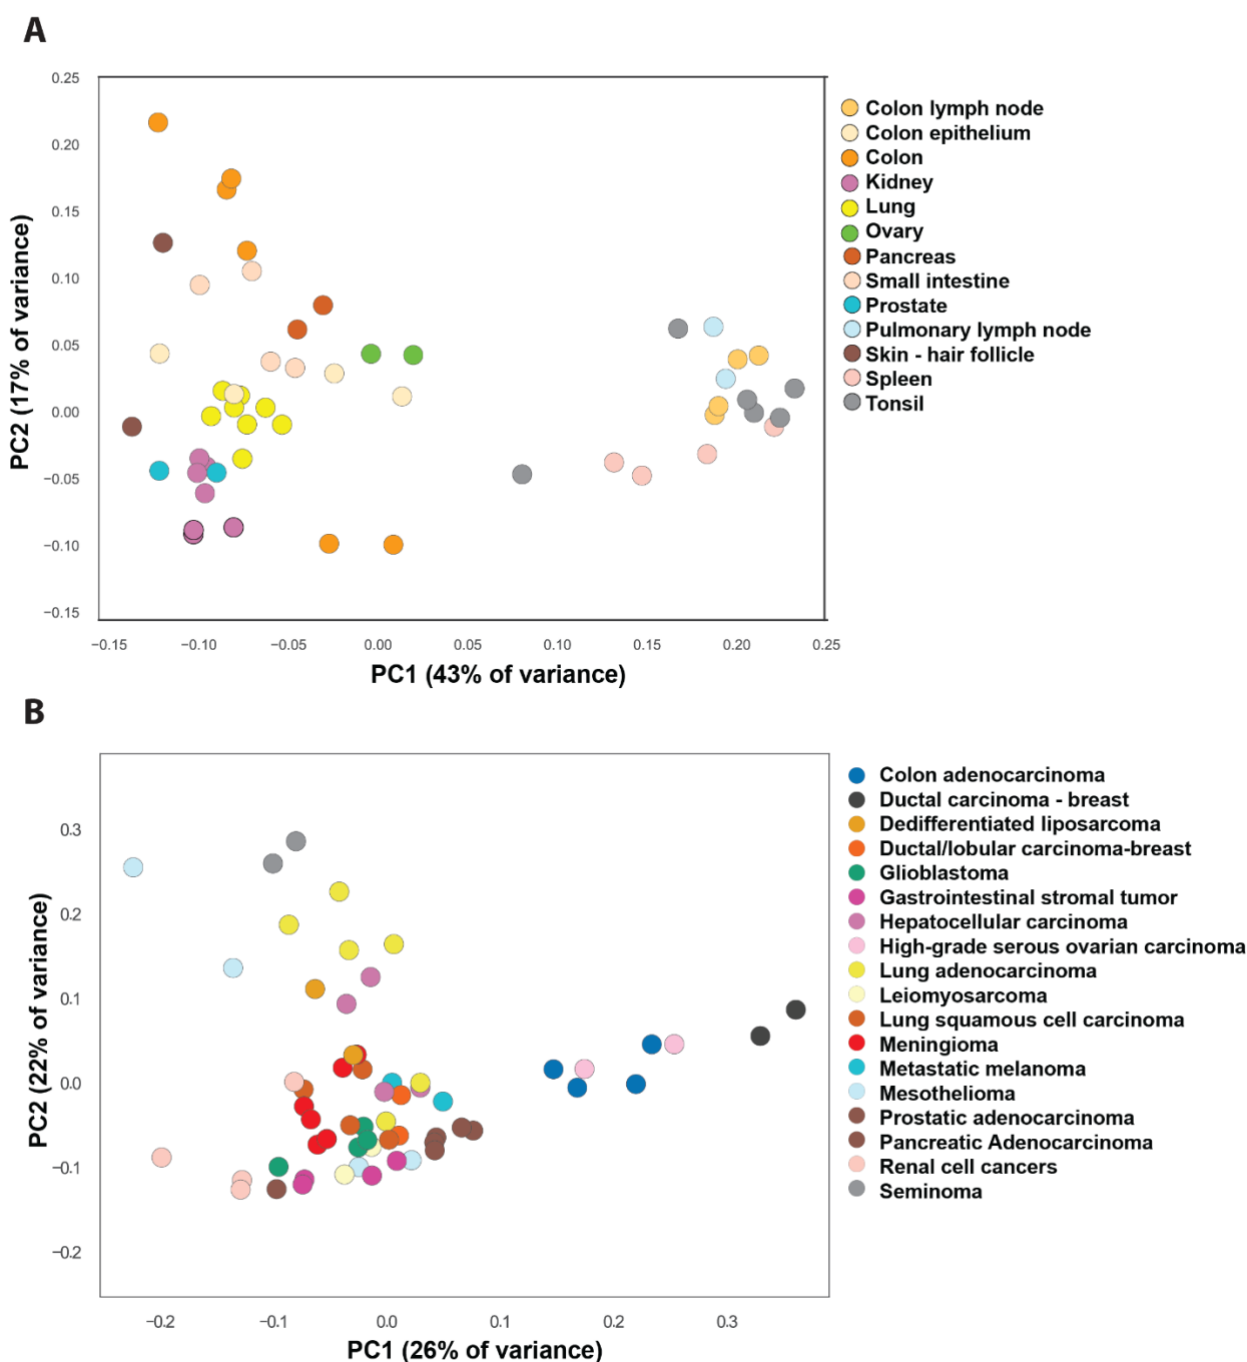 A
0.25
0.20
0.15
0.10
0.05
0.00
−0.05
−0.10
−0.15
PC2 (17% of variance)
−0.15 −0.10 −0.05 0.00 0.05 0.10 0.15 0.20 0.25
PC1 (43% of variance)
Colon lymph node
Colon epithelium
Colon
Kidney
Lung
Ovary
Pancreas
Small intestine
Prostate
Pulmonary lymph node
Skin - hair follicle
Spleen
Tonsil
B
0.3
0.2
0.1
0.0
−0.1
−0.2
PC2 (22% of variance)
−0.2 −0.1 0.0 0.1 0.2 0.3
PC1 (26% of variance)
Colon adenocarcinoma
Ductal carcinoma - breast
Dedifferentiated liposarcoma
Ductal/lobular carcinoma-breast
Glioblastoma
Gastrointestinal stromal tumor
Hepatocellular carcinoma
High-grade serous ovarian carcinoma
Lung adenocarcinoma
Leiomyosarcoma
Lung squamous cell carcinoma
Meningioma
Metastatic melanoma
Mesothelioma
Prostatic adenocarcinoma
Pancreatic Adenocarcinoma
Renal cell cancers
Seminoma